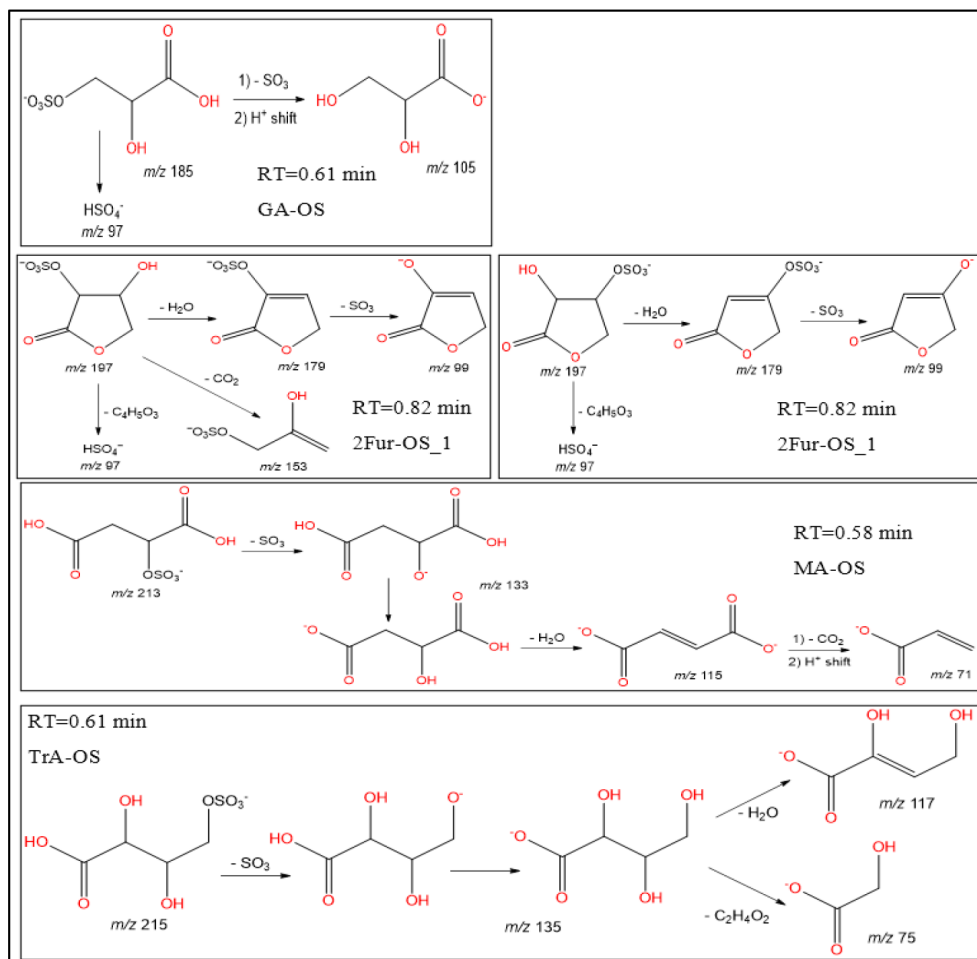 O
⁻O₃SO
OH
OH
m/z 185
1) - SO₃
2) H⁺ shift
O
HO
O⁻
OH
m/z 105
HSO₄⁻
m/z 97
RT=0.61 min
GA-OS
⁻O₃SO
OH
O
O
m/z 197
- H₂O
⁻O₃SO
O
O
m/z 179
- SO₃
⁻O
O
O
m/z 99
- CO₂
- C₄H₅O₃
HSO₄⁻
m/z 97
OH
⁻O₃SO
m/z 153
RT=0.82 min
2Fur-OS_1
HO
OSO₃⁻
O
O
m/z 197
- H₂O
OSO₃⁻
O
O
m/z 179
- SO₃
O⁻
O
O
m/z 99
- C₄H₅O₃
HSO₄⁻
m/z 97
RT=0.82 min
2Fur-OS_1
O
HO
OH
O
OSO₃⁻
m/z 213
- SO₃
O
HO
OH
O
O⁻
m/z 133
RT=0.58 min
MA-OS
O
⁻O
OH
O
OH
- H₂O
O
⁻O
O⁻
O
m/z 115
1) - CO₂
2) H⁺ shift
⁻O
O
m/z 71
RT=0.61 min
TrA-OS
OH
OSO₃⁻
HO
O
OH
m/z 215
- SO₃
OH
O⁻
HO
O
OH
OH
OH
⁻O
O
OH
m/z 135
- H₂O
OH
OH
⁻O
O
m/z 117
- C₂H₄O₂
OH
⁻O
O
m/z 75